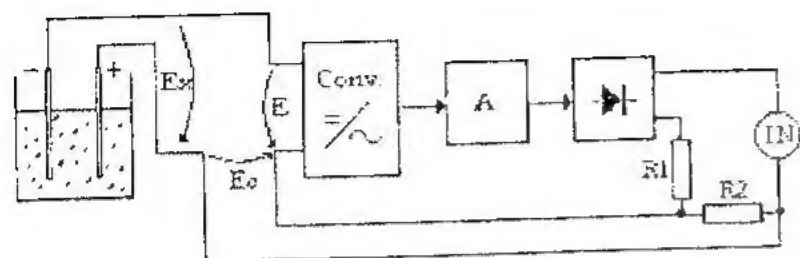 − +
Ex
E
Ec
Conv.
=/~
A
R1
R2
IN